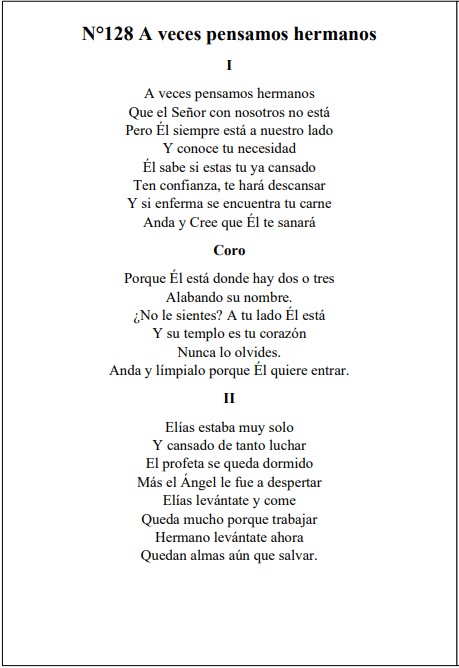 N°128 A veces pensamos hermanos
I
A veces pensamos hermanos
Que el Señor con nosotros no está
Pero Él siempre está a nuestro lado
Y conoce tu necesidad
Él sabe si estas tu ya cansado
Ten confianza, te hará descansar
Y si enferma se encuentra tu carne
Anda y Cree que Él te sanará
Coro
Porque Él está donde hay dos o tres
Alabando su nombre.
¿No le sientes? A tu lado Él está
Y su templo es tu corazón
Nunca lo olvides.
Anda y límpialo porque Él quiere entrar.
II
Elías estaba muy solo
Y cansado de tanto luchar
El profeta se queda dormido
Más el Ángel le fue a despertar
Elías levántate y come
Queda mucho porque trabajar
Hermano levántate ahora
Quedan almas aún que salvar.